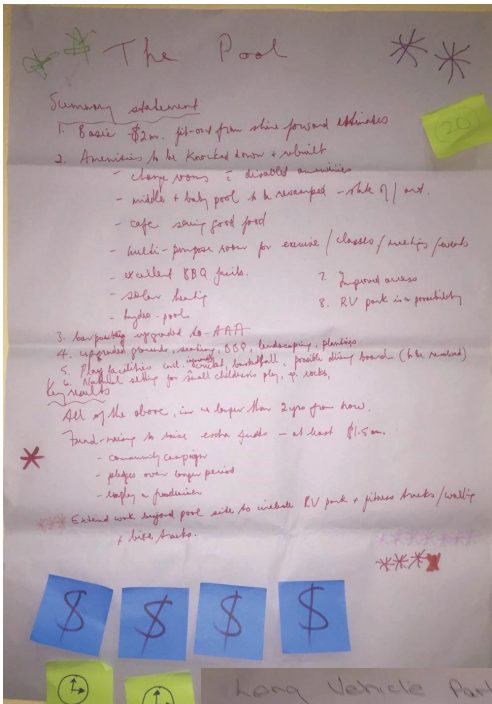 The Pool
Summary statement
(20)
1. Basic $2m. fit-out from shire forward estimates
2. Amenities to be knocked down + rebuilt
- change rooms c̄ disabled amenities
- middle + baby pool to be revamped - state of / art.
- cafe serving good food
- multi-purpose room for exercise / classes / meetings / events
- excellent BBQ facils.
- solar heating
- hydro-pool
7. Improved access
8. RV park is a possibility
3. upgraded to AAA
4. upgraded grounds, seating, BBQ, landscaping, plantings
5. Play facilities incl. basketball, possible diving board (to be resolved)
6. Natural setting for small children's play, eg. rocks,
Key results
All of the above, in no longer than 2 yrs from now.
Fund-raising to raise extra funds - at least $1.5m.
- community campaign
- pledges over longer period
- employ a fundraiser
Extend work beyond pool side to include RV park + fitness tracks / walking
+ bike tracks.
$ $ $ $
Long Vehicle Park